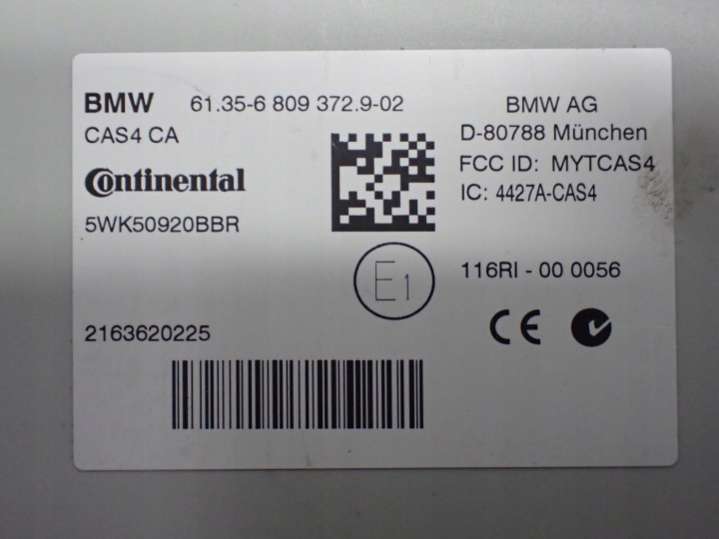 BMW 61.35-6 809 372.9-02
CAS4 CA
Continental
5WK50920BBR
2163620225
BMW AG
D-80788 München
FCC ID: MYTCAS4
IC: 4427A-CAS4
E1
116RI - 00 0056
CE